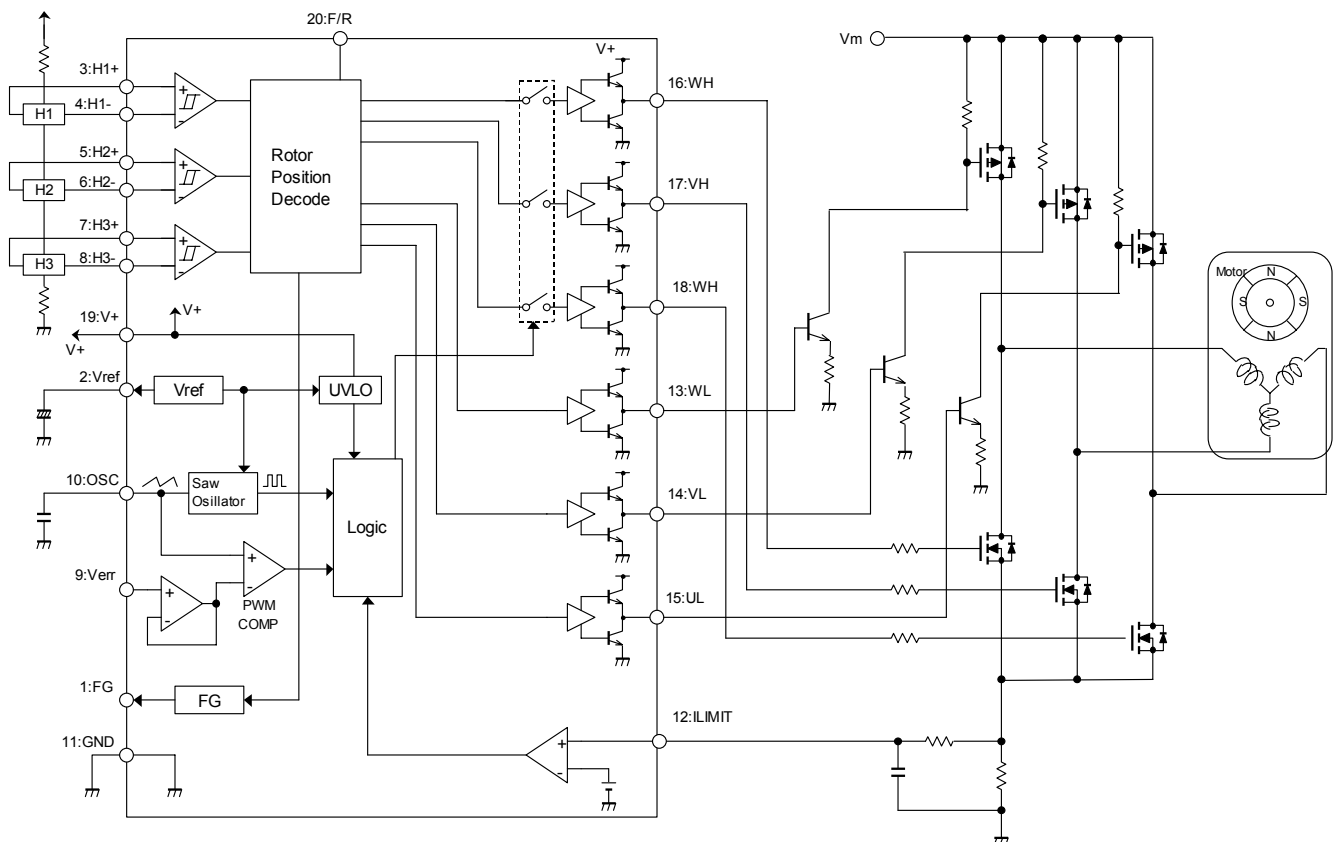 20:F/R
Vm
V+
3:H1+
4:H1-
H1
16:WH
5:H2+
6:H2-
H2
Rotor
Position
Decode
17:VH
7:H3+
8:H3-
H3
18:WH
Motor
N
S
S
N
19:V+
V+
V+
2:Vref
Vref
UVLO
13:WL
10:OSC
Saw
Osillator
Logic
14:VL
9:Verr
+
-
+
-
PWM
COMP
15:UL
1:FG
FG
12:ILIMIT
11:GND
+
-
+
-
+
-
+
-